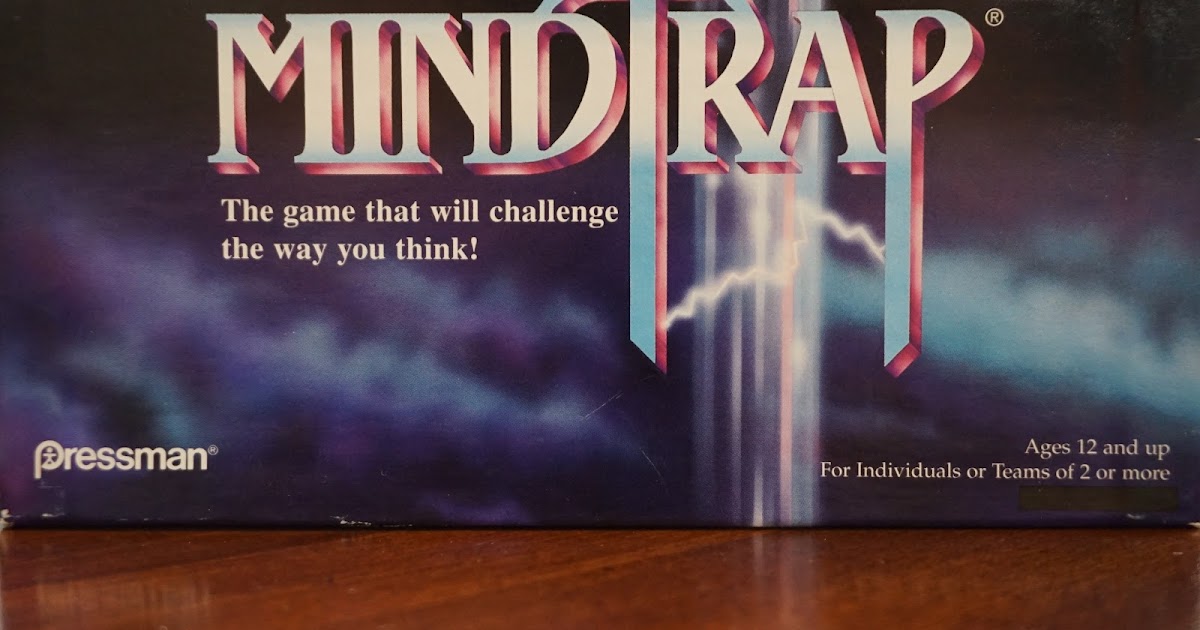 MINDTRAP®
The game that will challenge
the way you think!
pressman®
Ages 12 and up
For Individuals or Teams of 2 or more